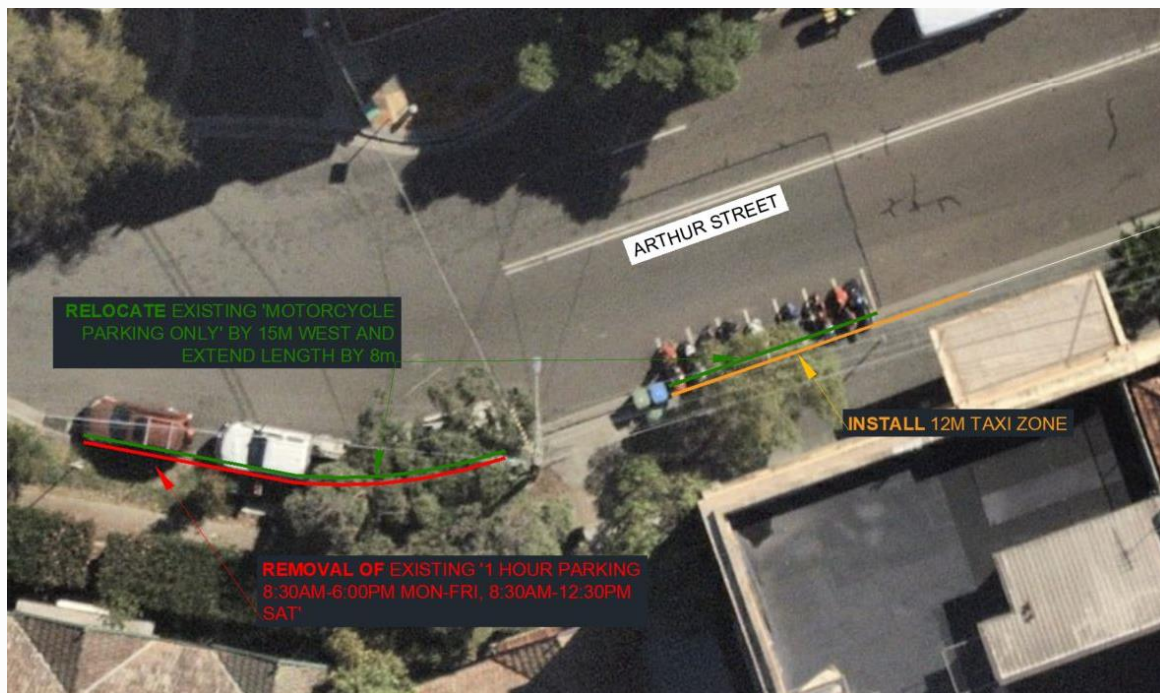 ARTHUR STREET
RELOCATE EXISTING 'MOTORCYCLE
PARKING ONLY' BY 15M WEST AND
EXTEND LENGTH BY 8m
INSTALL 12M TAXI ZONE
REMOVAL OF EXISTING '1 HOUR PARKING
8:30AM-6:00PM MON-FRI, 8:30AM-12:30PM
SAT'